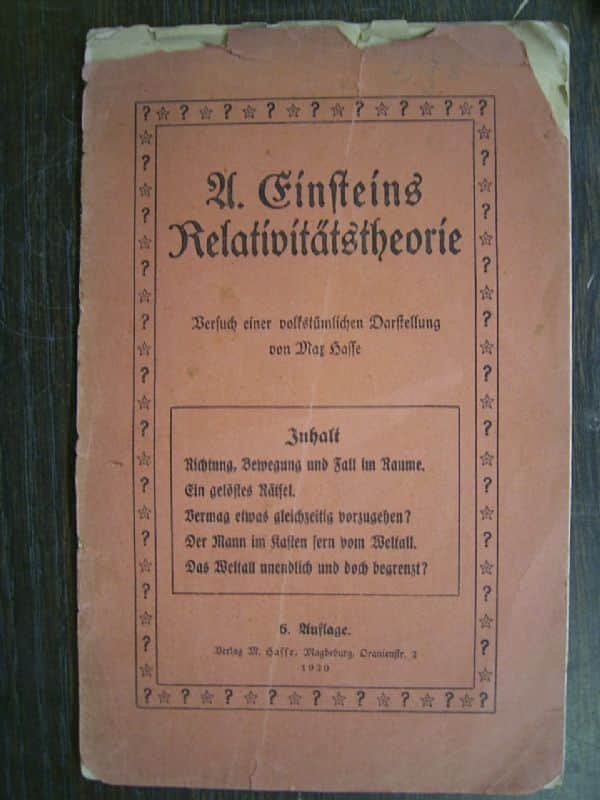 A. Einsteins
Relativitätstheorie
Versuch einer volkstümlichen Darstellung
von Max Hasse
Inhalt
Richtung, Bewegung und Fall im Raume.
Ein gelöstes Rätsel.
Vermag etwas gleichzeitig vorzugehen?
Der Mann im Kasten fern vom Weltall.
Das Weltall unendlich und doch begrenzt?
6. Auflage.
Verlag M. Hasse, Magdeburg, Oranienstr. 2
1920